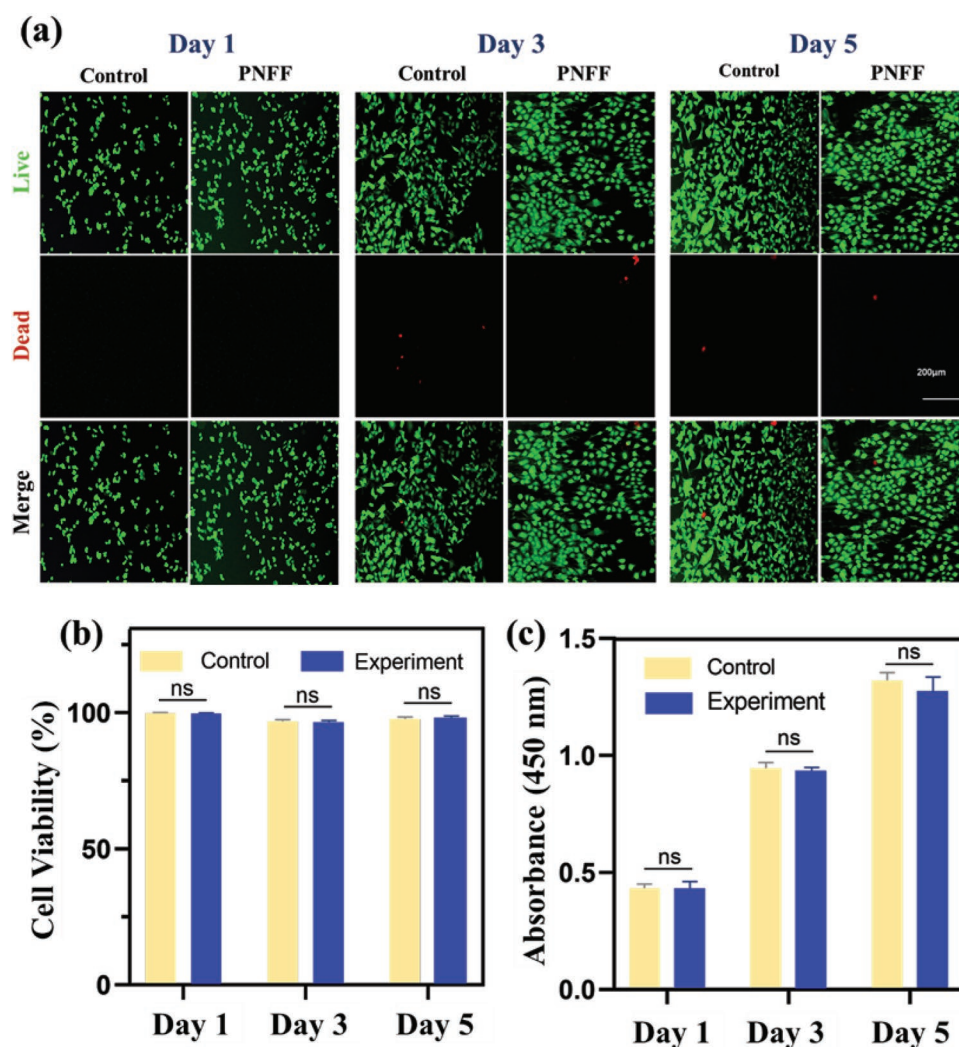 (a)
Day 1 Day 3 Day 5
Control PNFF Control PNFF Control PNFF
Live
Dead
200μm
Merge
(b)
Control Experiment
ns ns ns
Cell Viability (%)
100
50
0
Day 1 Day 3 Day 5
(c)
Control
Experiment
ns
ns
ns
Absorbance (450 nm)
1.5
1.0
0.5
0.0
Day 1 Day 3 Day 5